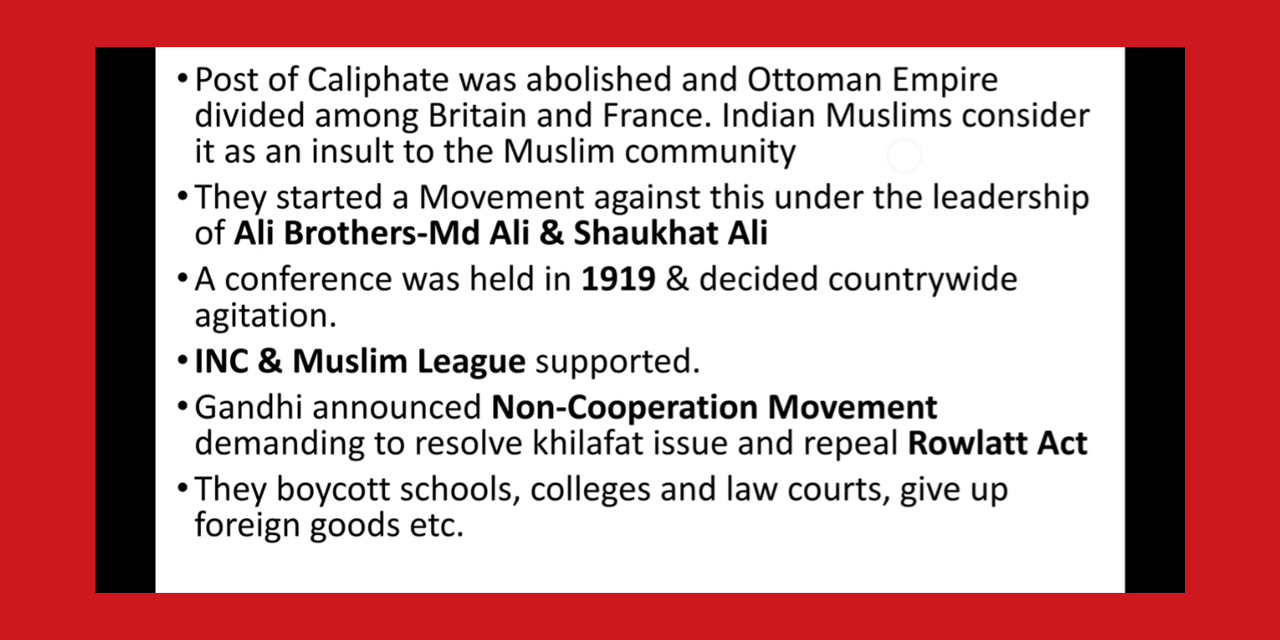 • Post of Caliphate was abolished and Ottoman Empire
divided among Britain and France. Indian Muslims consider
it as an insult to the Muslim community
• They started a Movement against this under the leadership
of Ali Brothers-Md Ali & Shaukhat Ali
• A conference was held in 1919 & decided countrywide
agitation.
• INC & Muslim League supported.
• Gandhi announced Non-Cooperation Movement
demanding to resolve khilafat issue and repeal Rowlatt Act
• They boycott schools, colleges and law courts, give up
foreign goods etc.